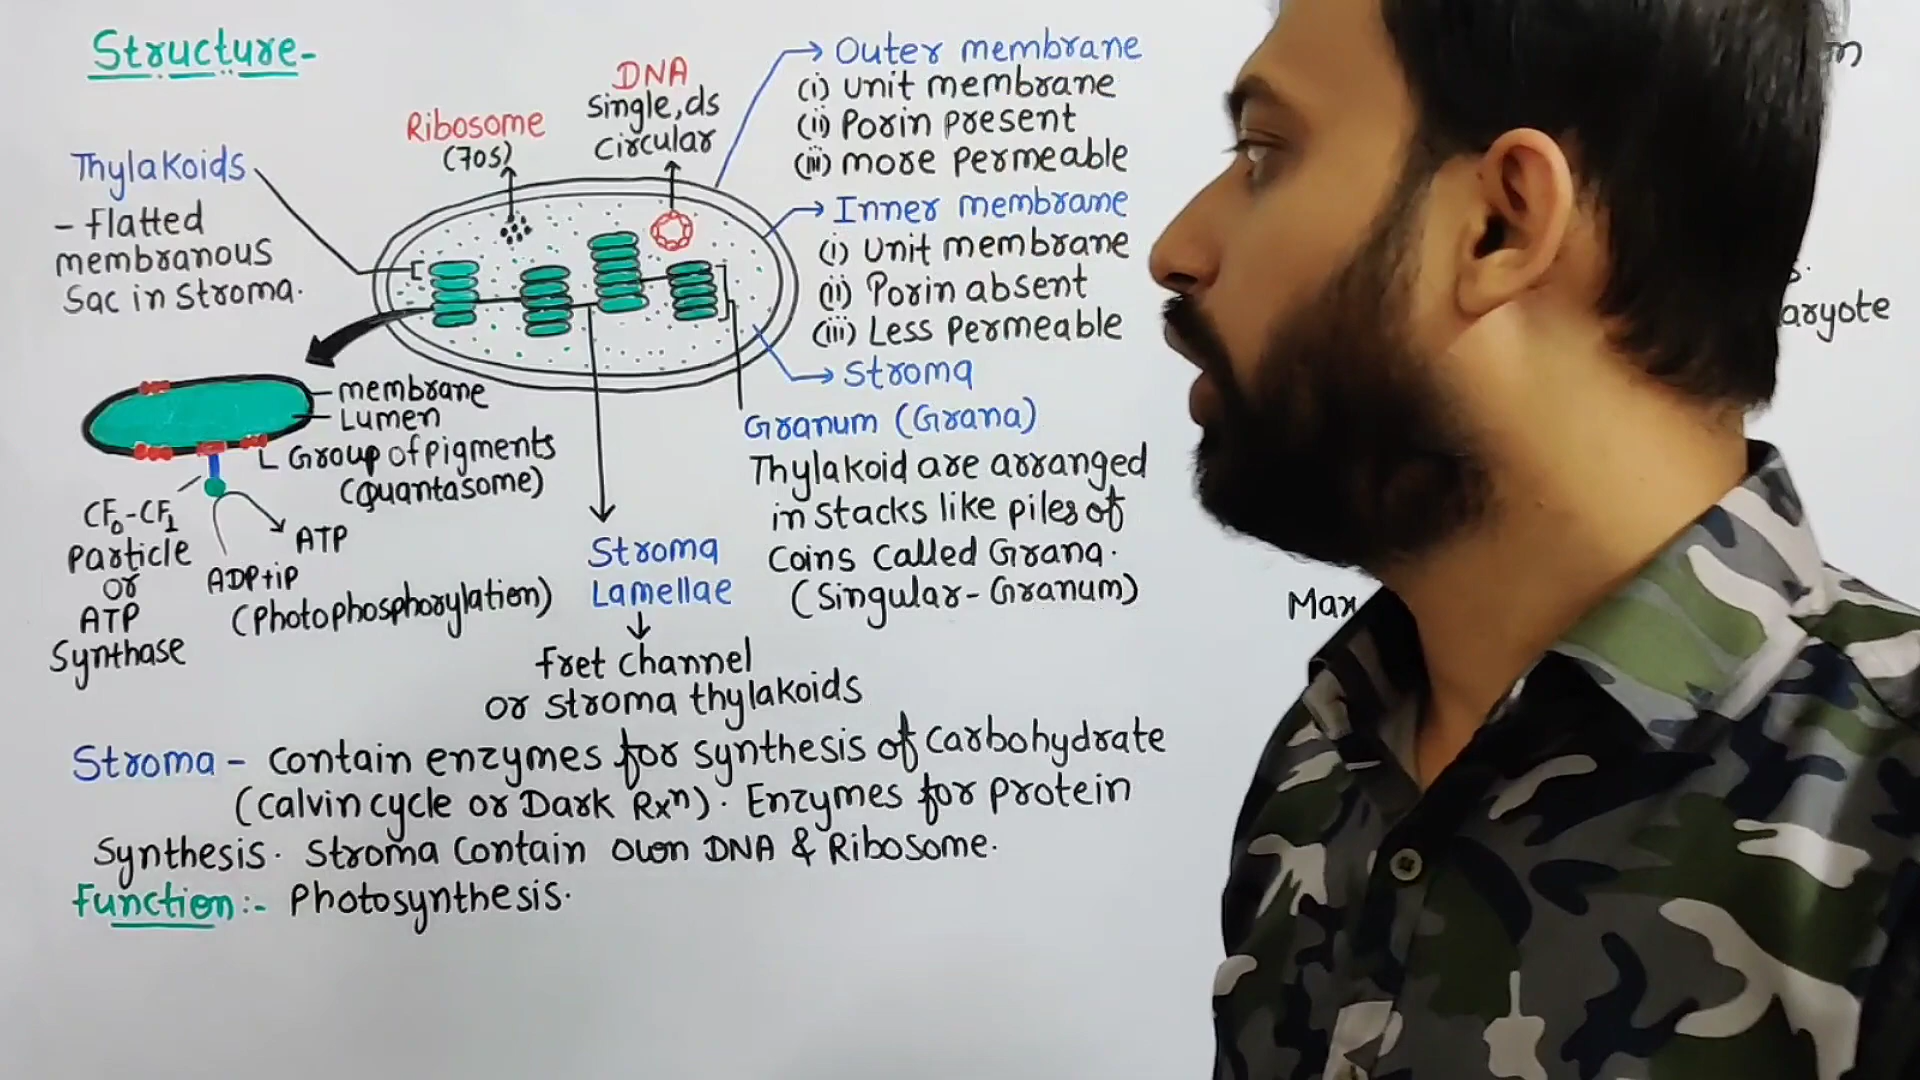 Structure-
Thylakoids
- flatted
membranous
Sac in Stroma.
Ribosome
(70s)
DNA
Single, ds
Circular
Outer membrane
(i) unit membrane
(ii) Porin present
(iii) more permeable
Inner membrane
(i) Unit membrane
(ii) Porin absent
(iii) Less permeable
Stroma
Granum (Grana)
Thylakoid are arranged
in stacks like piles of
Coins Called Grana.
(Singular - Granum)
membrane
Lumen
Group of pigments
(Quantasome)
CF0-CF1
Particle
or
ATP
Synthase
ADP+iP
ATP
(Photophosphorylation)
Stroma
Lamellae
fret channel
or stroma thylakoids
Stroma - Contain enzymes for synthesis of Carbohydrate
(Calvin cycle or Dark Rxn). Enzymes for protein
Synthesis. Stroma Contain own DNA & Ribosome.
Function:- Photosynthesis.
aryote